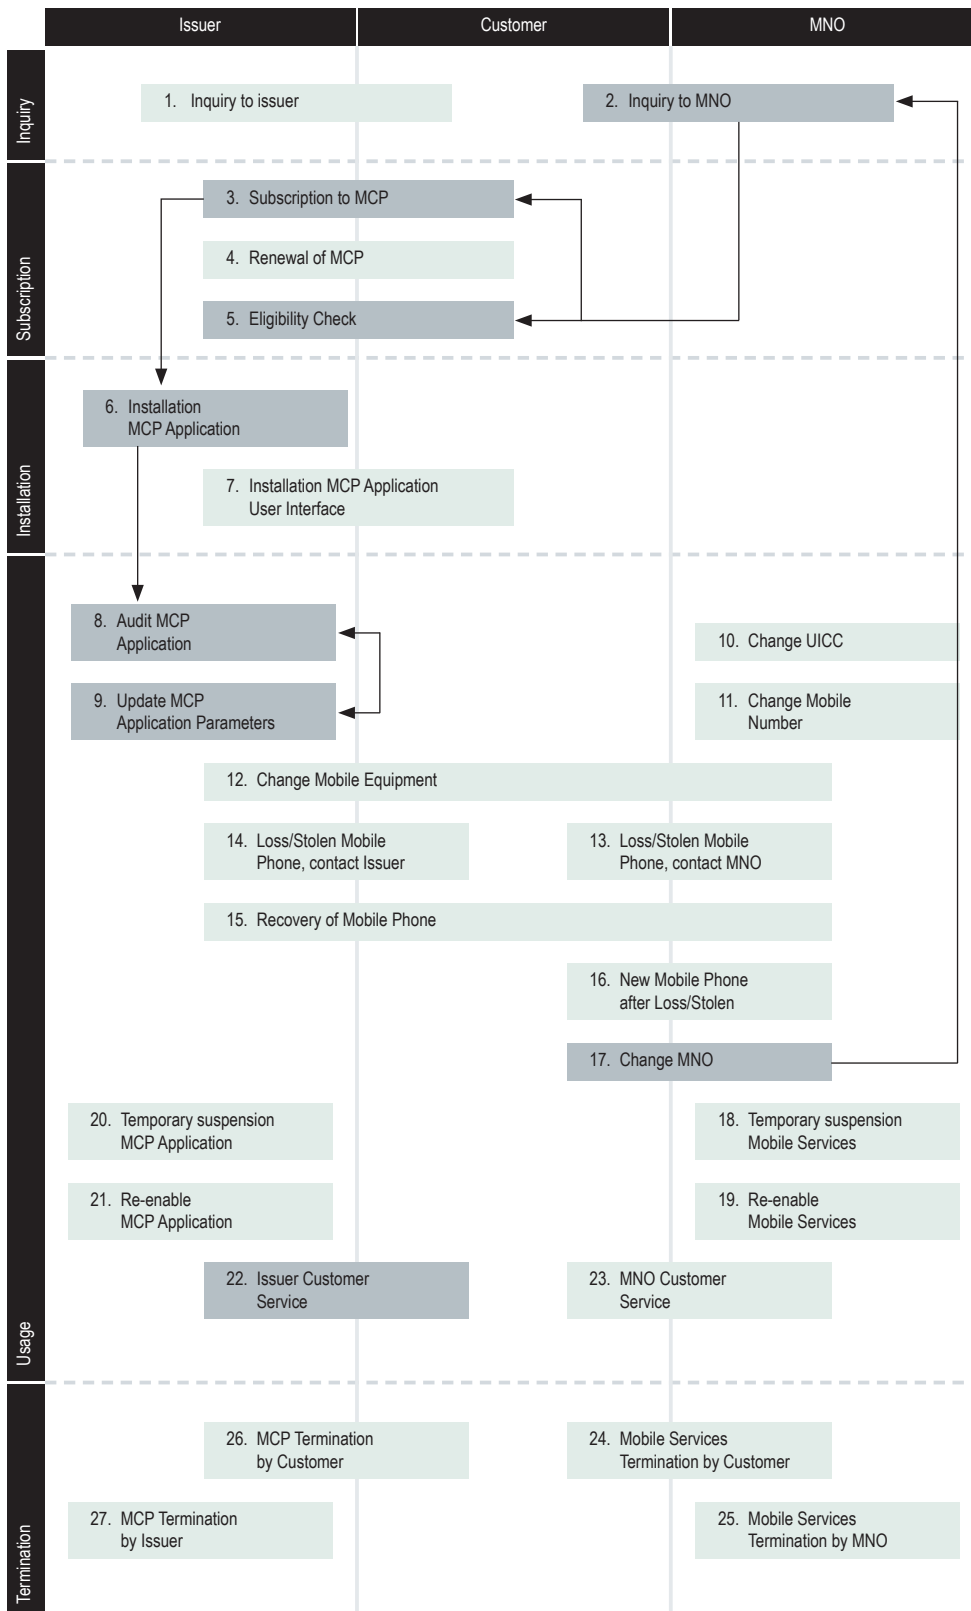 Issuer
Customer
MNO
Inquiry
1. Inquiry to issuer
2. Inquiry to MNO
Subscription
3. Subscription to MCP
4. Renewal of MCP
5. Eligibility Check
Installation
6. Installation
MCP Application
7. Installation MCP Application
User Interface
Usage
8. Audit MCP
Application
10. Change UICC
9. Update MCP
Application Parameters
11. Change Mobile
Number
12. Change Mobile Equipment
14. Loss/Stolen Mobile
Phone, contact Issuer
13. Loss/Stolen Mobile
Phone, contact MNO
15. Recovery of Mobile Phone
16. New Mobile Phone
after Loss/Stolen
17. Change MNO
20. Temporary suspension
MCP Application
18. Temporary suspension
Mobile Services
21. Re-enable
MCP Application
19. Re-enable
Mobile Services
22. Issuer Customer
Service
23. MNO Customer
Service
Termination
26. MCP Termination
by Customer
24. Mobile Services
Termination by Customer
27. MCP Termination
by Issuer
25. Mobile Services
Termination by MNO